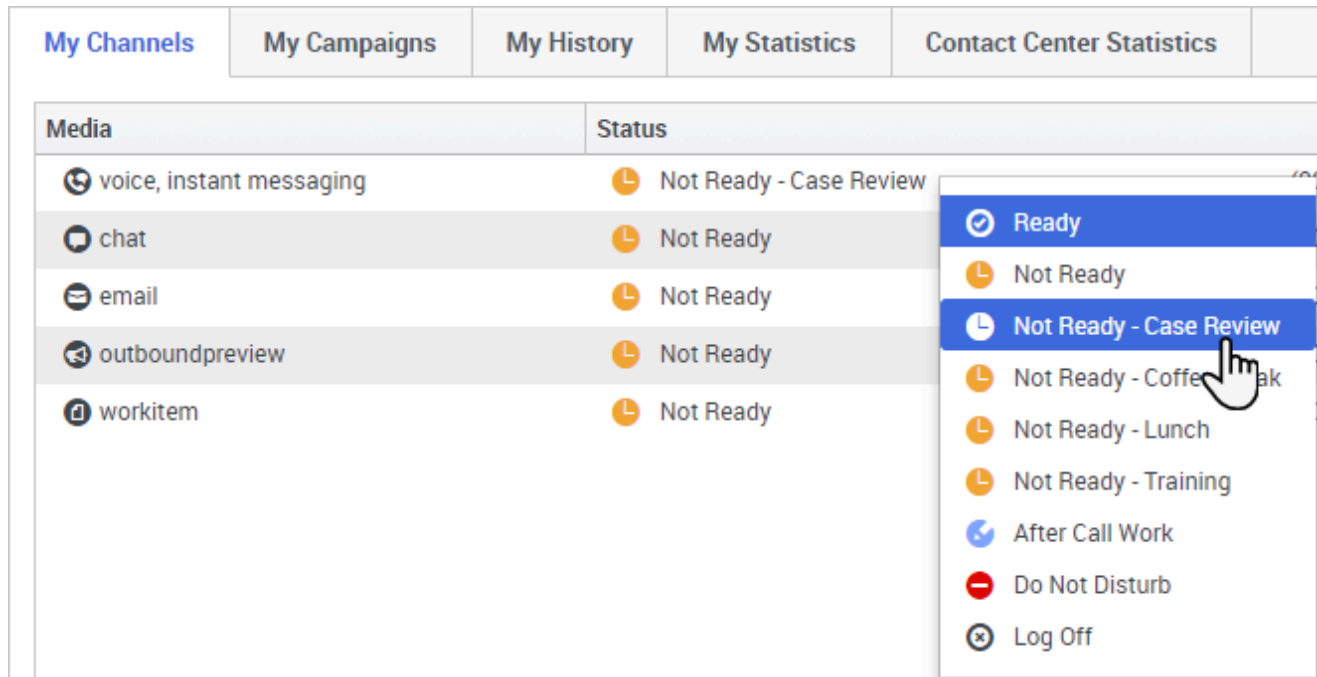 My Channels My Campaigns My History My Statistics Contact Center Statistics
Media Status
voice, instant messaging Not Ready - Case Review
chat Not Ready
email Not Ready
outboundpreview Not Ready
workitem Not Ready
Ready
Not Ready
Not Ready - Case Review
Not Ready -
Not Ready - Lunch
Not Ready - Training
After Call Work
Do Not Disturb
Log Off